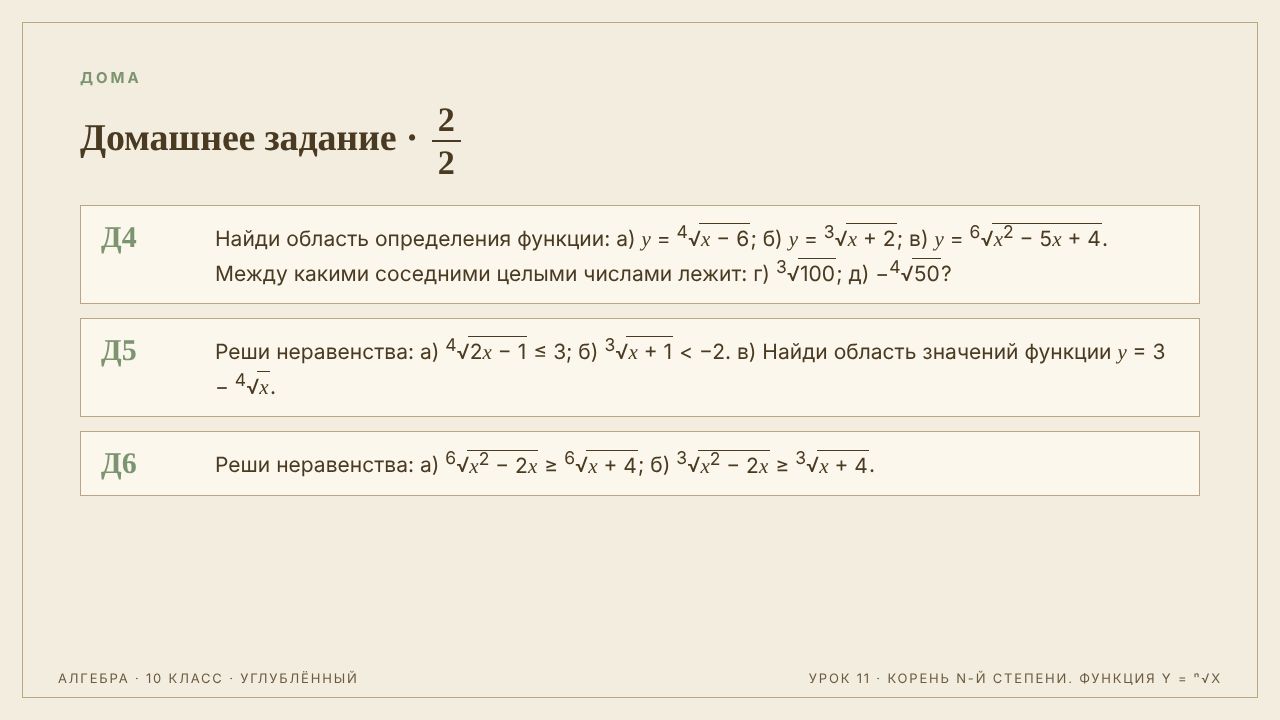 ДОМА
Домашнее задание · 2/2
Д4
Найди область определения функции: а) y = ⁴√x − 6; б) y = ³√x + 2; в) y = ⁶√x² − 5x + 4.
Между какими соседними целыми числами лежит: г) ³√100; д) −⁴√50?
Д5
Реши неравенства: а) ⁴√2x − 1 ≤ 3; б) ³√x + 1 < −2. в) Найди область значений функции y = 3
− ⁴√x.
Д6
Реши неравенства: а) ⁶√x² − 2x ≥ ⁶√x + 4; б) ³√x² − 2x ≥ ³√x + 4.
АЛГЕБРА · 10 КЛАСС · УГЛУБЛЁННЫЙ
УРОК 11 · КОРЕНЬ N-Й СТЕПЕНИ. ФУНКЦИЯ Y = ⁿ√X